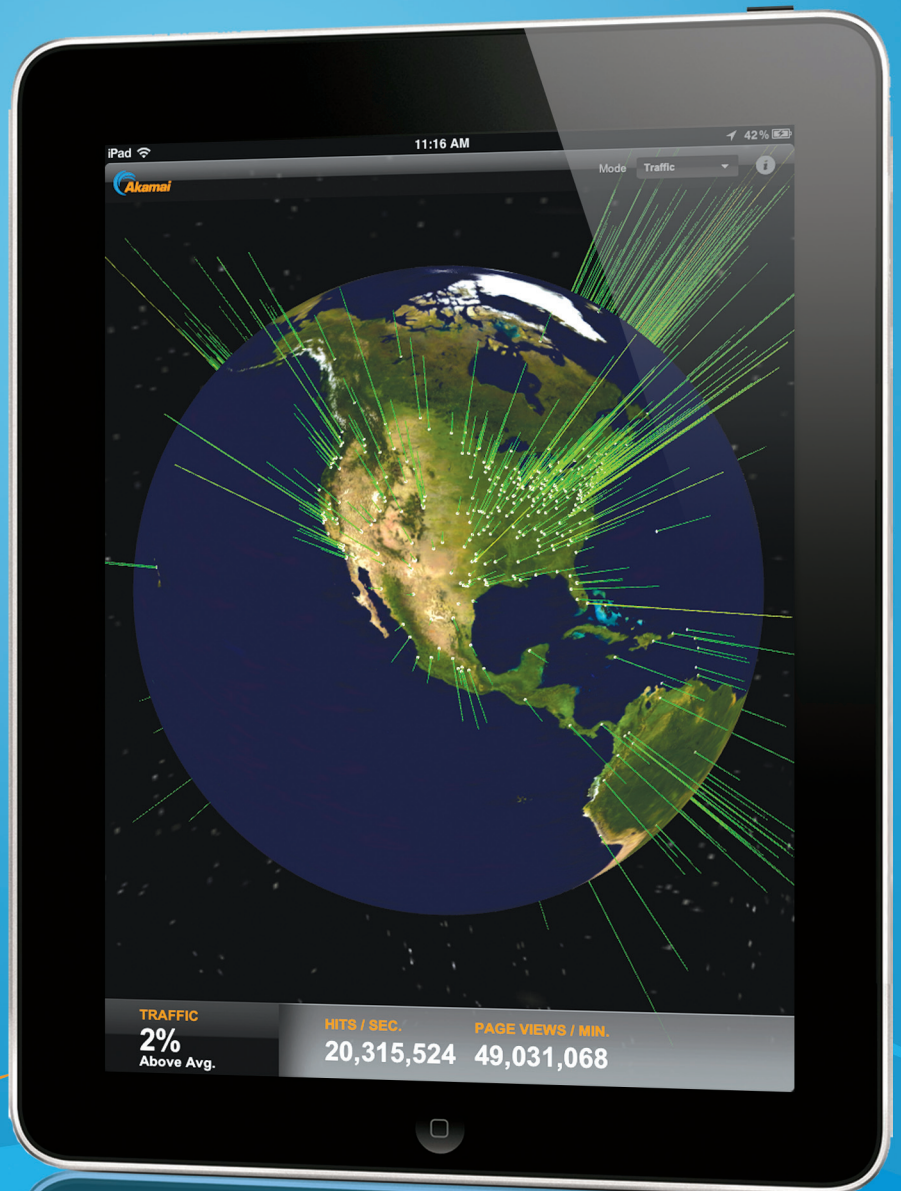 iPad
11:16 AM
42%
Akamai
Mode
Traffic
i
TRAFFIC
2%
Above Avg.
HITS / SEC.
20,315,524
PAGE VIEWS / MIN.
49,031,068